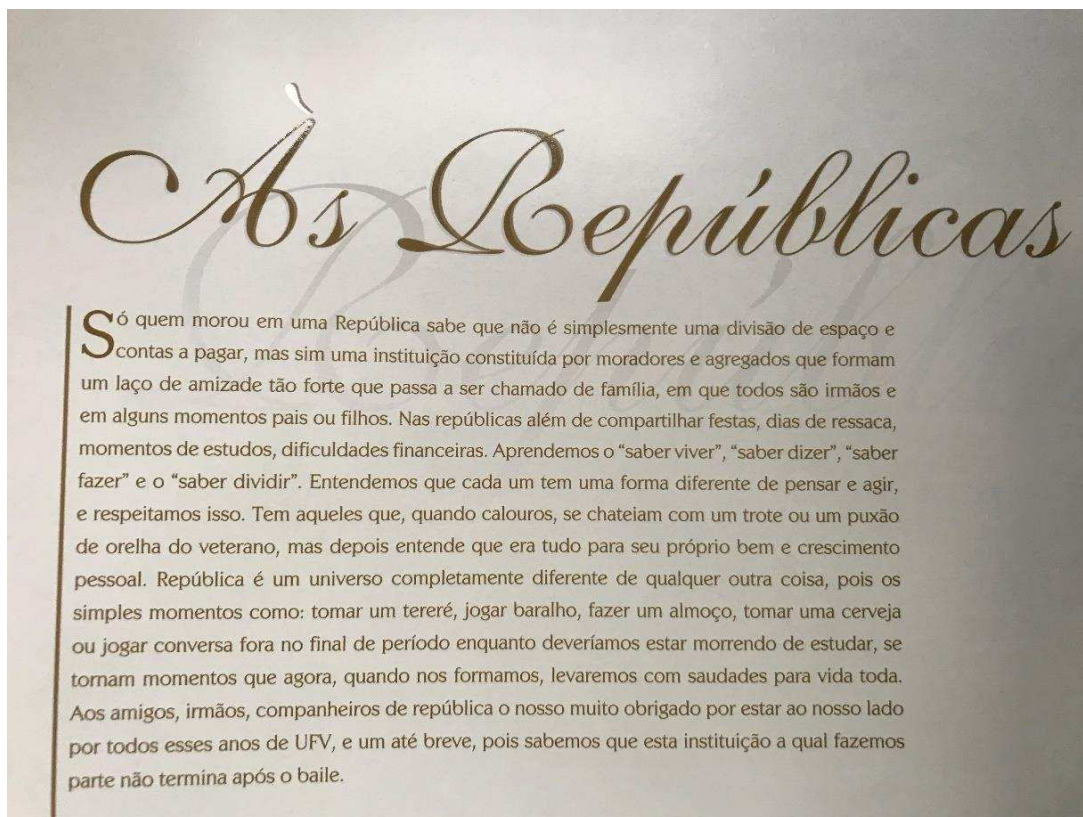 Às Repúblicas
Só quem morou em uma República sabe que não é simplesmente uma divisão de espaço e
contas a pagar, mas sim uma instituição constituída por moradores e agregados que formam
um laço de amizade tão forte que passa a ser chamado de família, em que todos são irmãos e
em alguns momentos pais ou filhos. Nas repúblicas além de compartilhar festas, dias de ressaca,
momentos de estudos, dificuldades financeiras. Aprendemos o “saber viver”, “saber dizer”, “saber
fazer” e o “saber dividir”. Entendemos que cada um tem uma forma diferente de pensar e agir,
e respeitamos isso. Tem aqueles que, quando calouros, se chateiam com um trote ou um puxão
de orelha do veterano, mas depois entende que era tudo para seu próprio bem e crescimento
pessoal. República é um universo completamente diferente de qualquer outra coisa, pois os
simples momentos como: tomar um tereré, jogar baralho, fazer um almoço, tomar uma cerveja
ou jogar conversa fora no final de período enquanto deveríamos estar morrendo de estudar, se
tornam momentos que agora, quando nos formamos, levaremos com saudades para vida toda.
Aos amigos, irmãos, companheiros de república o nosso muito obrigado por estar ao nosso lado
por todos esses anos de UFV, e um até breve, pois sabemos que esta instituição a qual fazemos
parte não termina após o baile.